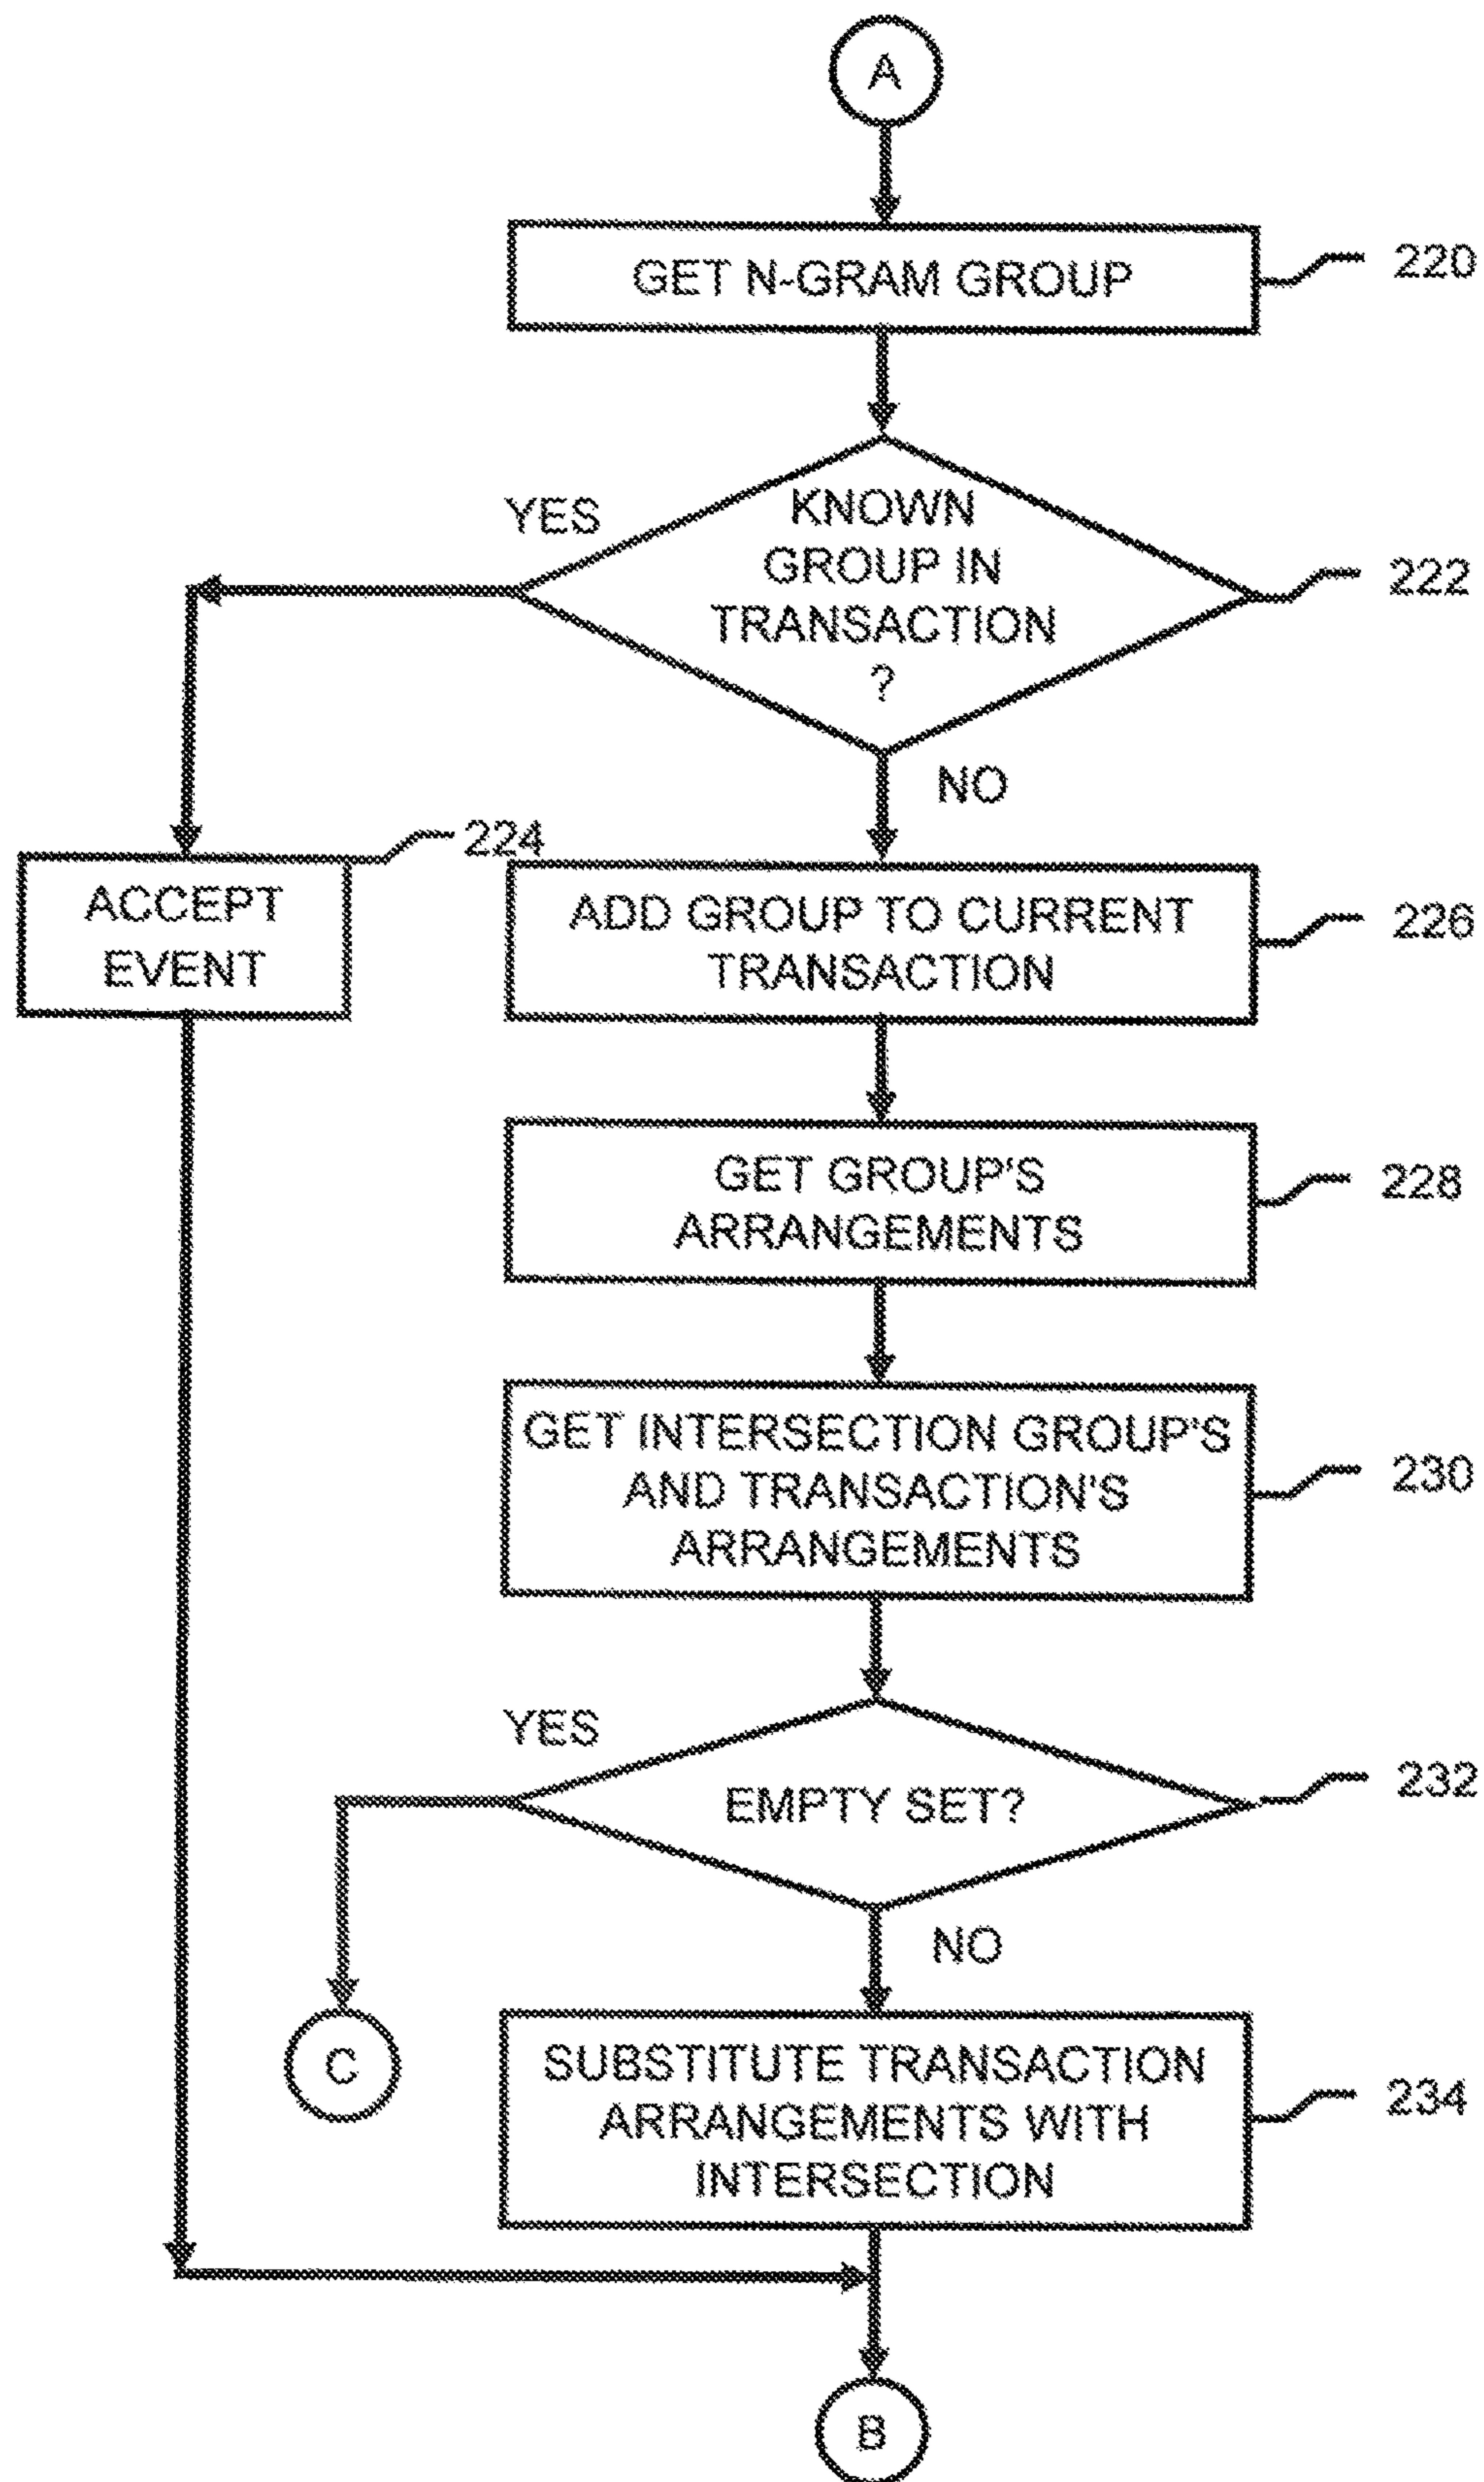 A
GET N-GRAM GROUP
220
YES
KNOWN
GROUP IN
TRANSACTION
?
222
NO
224
ACCEPT
EVENT
ADD GROUP TO CURRENT
TRANSACTION
226
GET GROUP'S
ARRANGEMENTS
228
GET INTERSECTION GROUP'S
AND TRANSACTION'S
ARRANGEMENTS
230
YES
EMPTY SET?
232
NO
C
SUBSTITUTE TRANSACTION
ARRANGEMENTS WITH
INTERSECTION
234
B